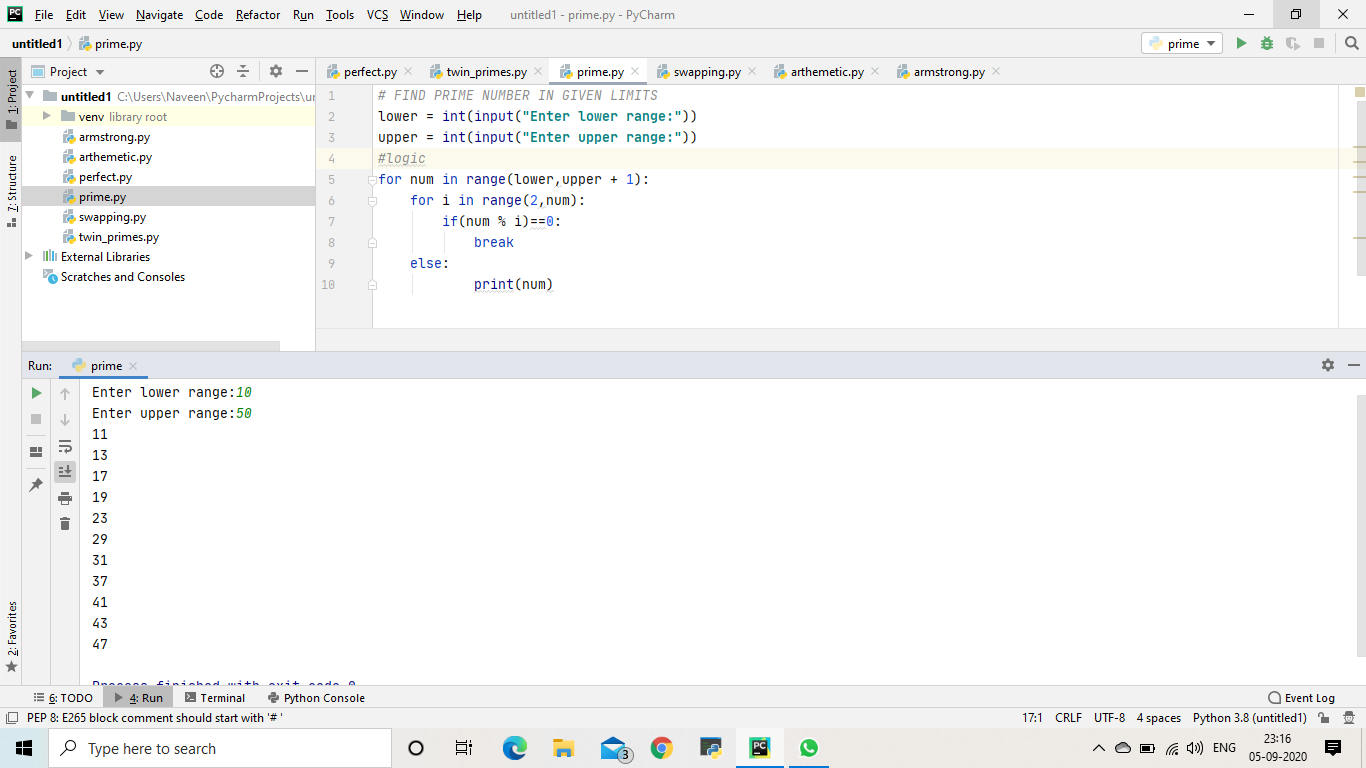 File Edit View Navigate Code Refactor Run Tools VCS Window Help untitled1 - prime.py - PyCharm
untitled1 prime.py prime
1: Project
7: Structure
2: Favorites
Project
untitled1 C:\Users\Naveen\PycharmProjects\ur
venv library root
armstrong.py
arthemetic.py
perfect.py
prime.py
swapping.py
twin_primes.py
External Libraries
Scratches and Consoles
perfect.py twin_primes.py prime.py swapping.py arthemetic.py armstrong.py
1 # FIND PRIME NUMBER IN GIVEN LIMITS
2 lower = int(input("Enter lower range:"))
3 upper = int(input("Enter upper range:"))
4 #logic
5 for num in range(lower,upper + 1):
6 for i in range(2,num):
7 if(num % i)==0:
8 break
9 else:
10 print(num)
Run: prime
Enter lower range:10
Enter upper range:50
11
13
17
19
23
29
31
37
41
43
47
Process finished with exit code 0
6: TODO 4: Run Terminal Python Console Event Log
PEP 8: E265 block comment should start with '# ' 17:1 CRLF UTF-8 4 spaces Python 3.8 (untitled1)
Type here to search 3 ENG 23:16
05-09-2020